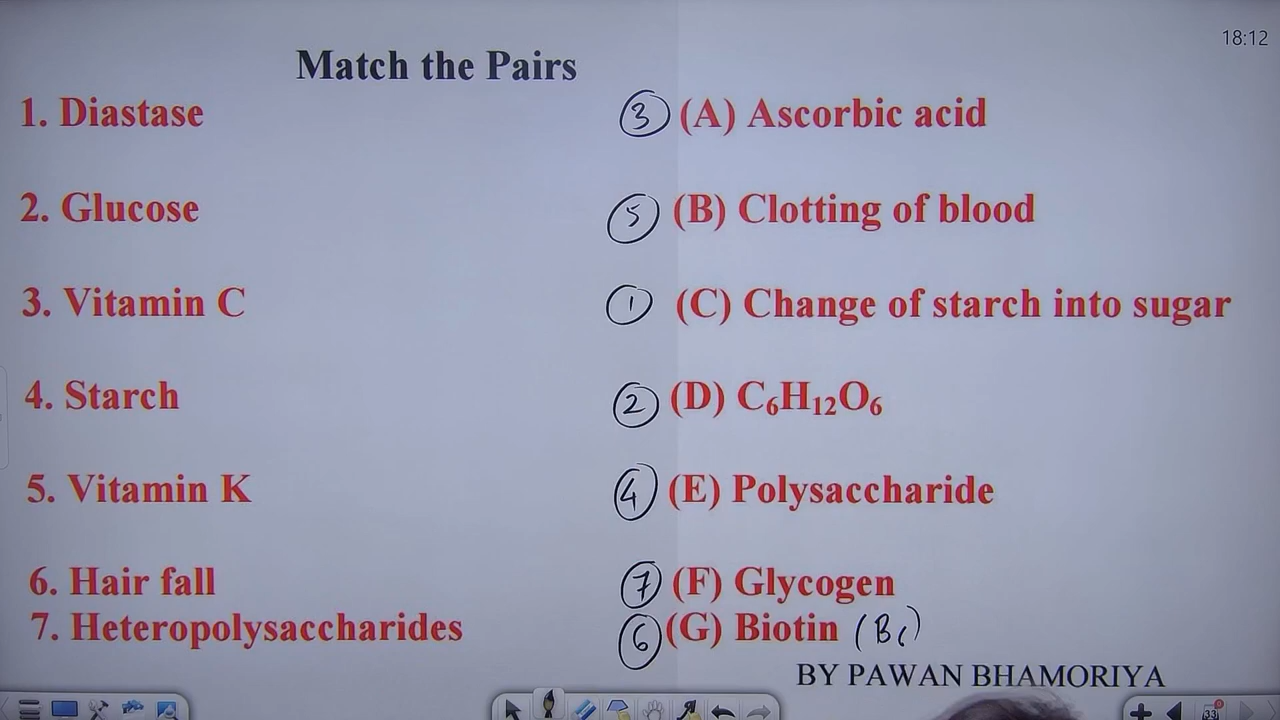 18:12
Match the Pairs
1. Diastase ③ (A) Ascorbic acid
2. Glucose ⑤ (B) Clotting of blood
3. Vitamin C ① (C) Change of starch into sugar
4. Starch ② (D) C₆H₁₂O₆
5. Vitamin K ④ (E) Polysaccharide
6. Hair fall ⑦ (F) Glycogen
7. Heteropolysaccharides ⑥ (G) Biotin (B₆)
BY PAWAN BHAMORIYA
33